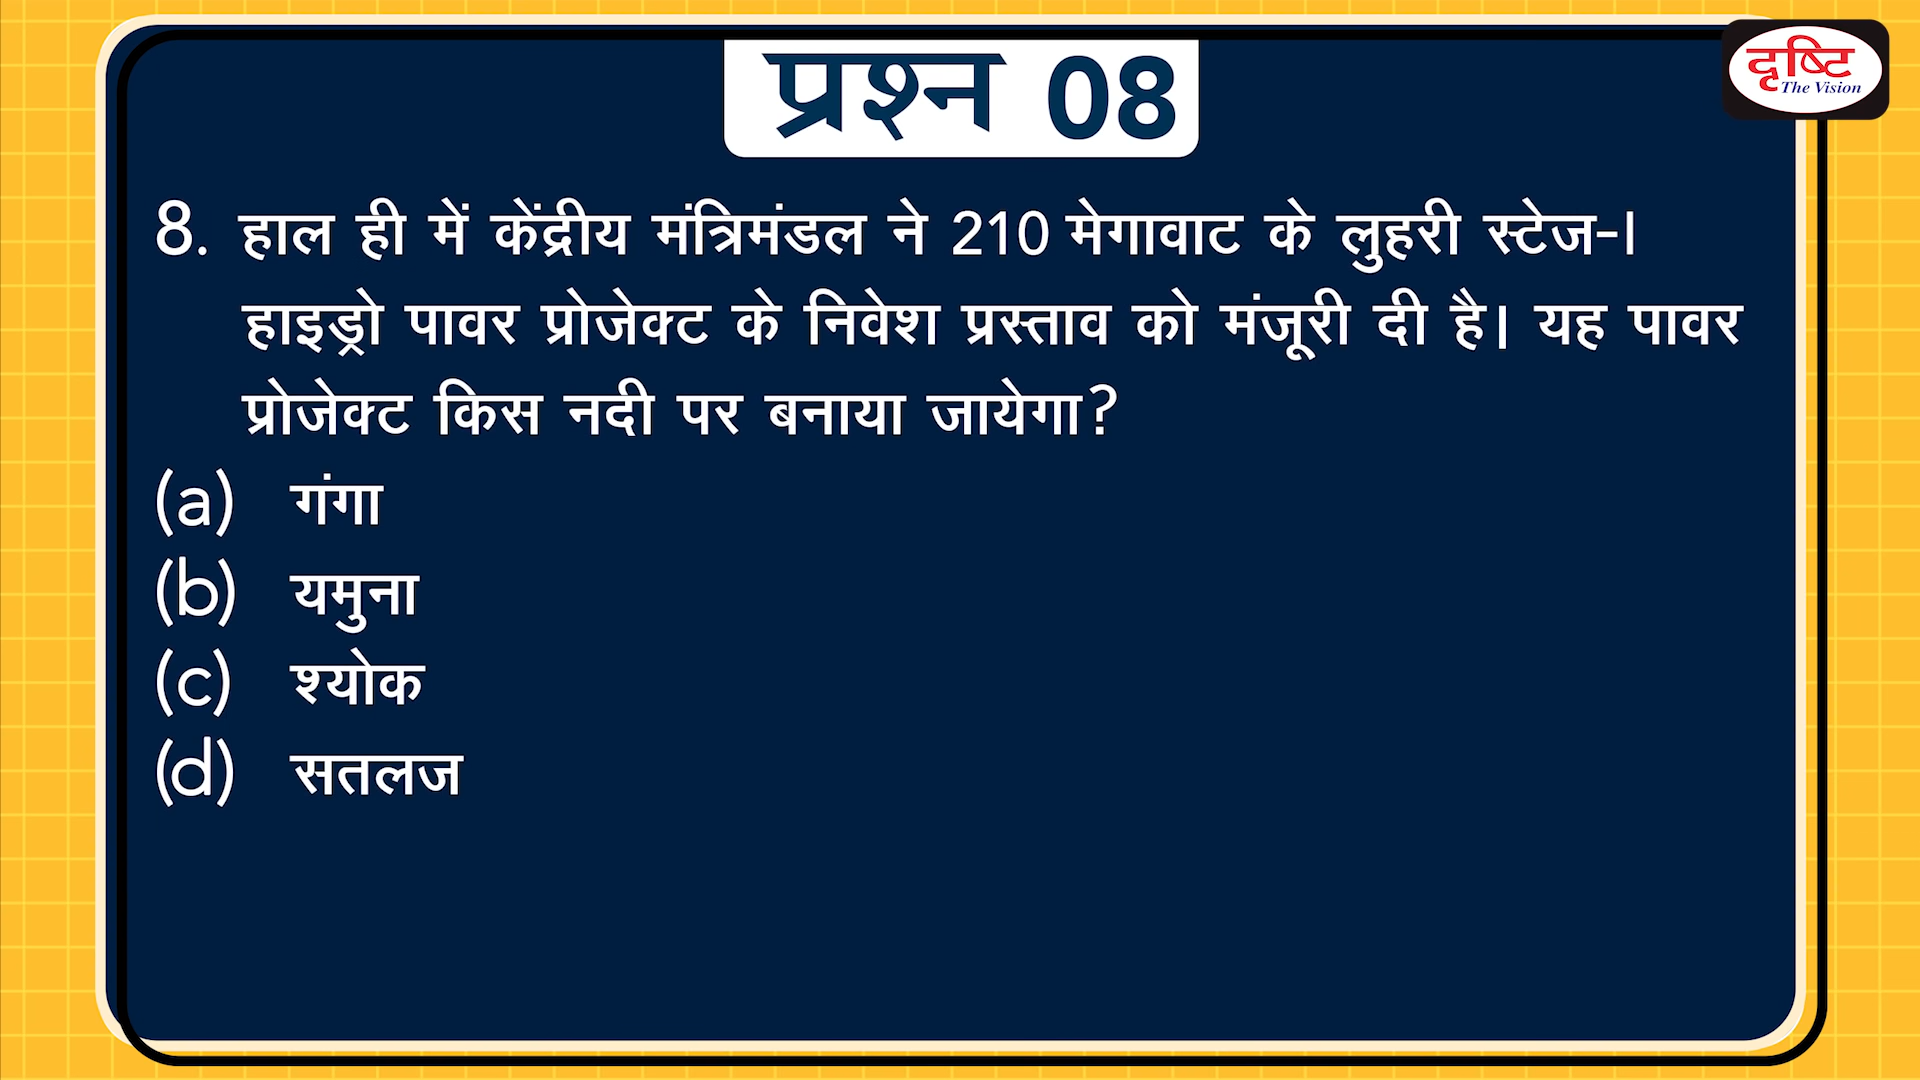 प्रश्न 08
दृष्टि
The Vision
8. हाल ही में केंद्रीय मंत्रिमंडल ने 210 मेगावाट के लुहरी स्टेज-I
हाइड्रो पावर प्रोजेक्ट के निवेश प्रस्ताव को मंजूरी दी है। यह पावर
प्रोजेक्ट किस नदी पर बनाया जायेगा?
(a) गंगा
(b) यमुना
(c) श्योक
(d) सतलज